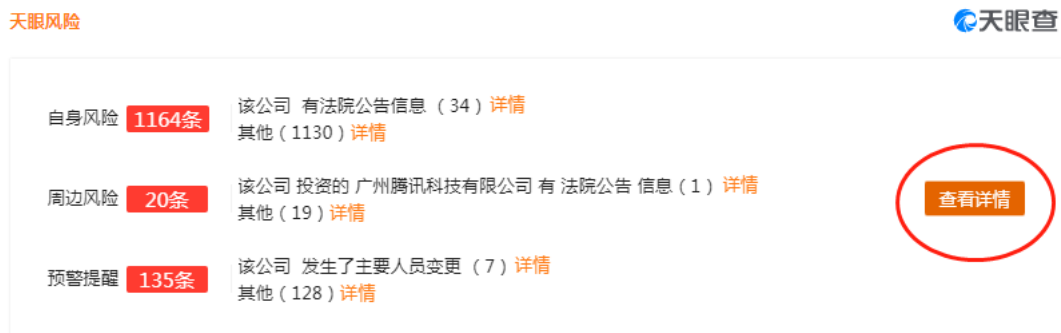 天眼风险
天眼查
自身风险 1164条
该公司 有法院公告信息 （34）详情
其他（1130）详情
周边风险 20条
该公司 投资的 广州腾讯科技有限公司 有 法院公告 信息（1） 详情
其他（19）详情
查看详情
预警提醒 135条
该公司 发生了主要人员变更 （7）详情
其他（128）详情